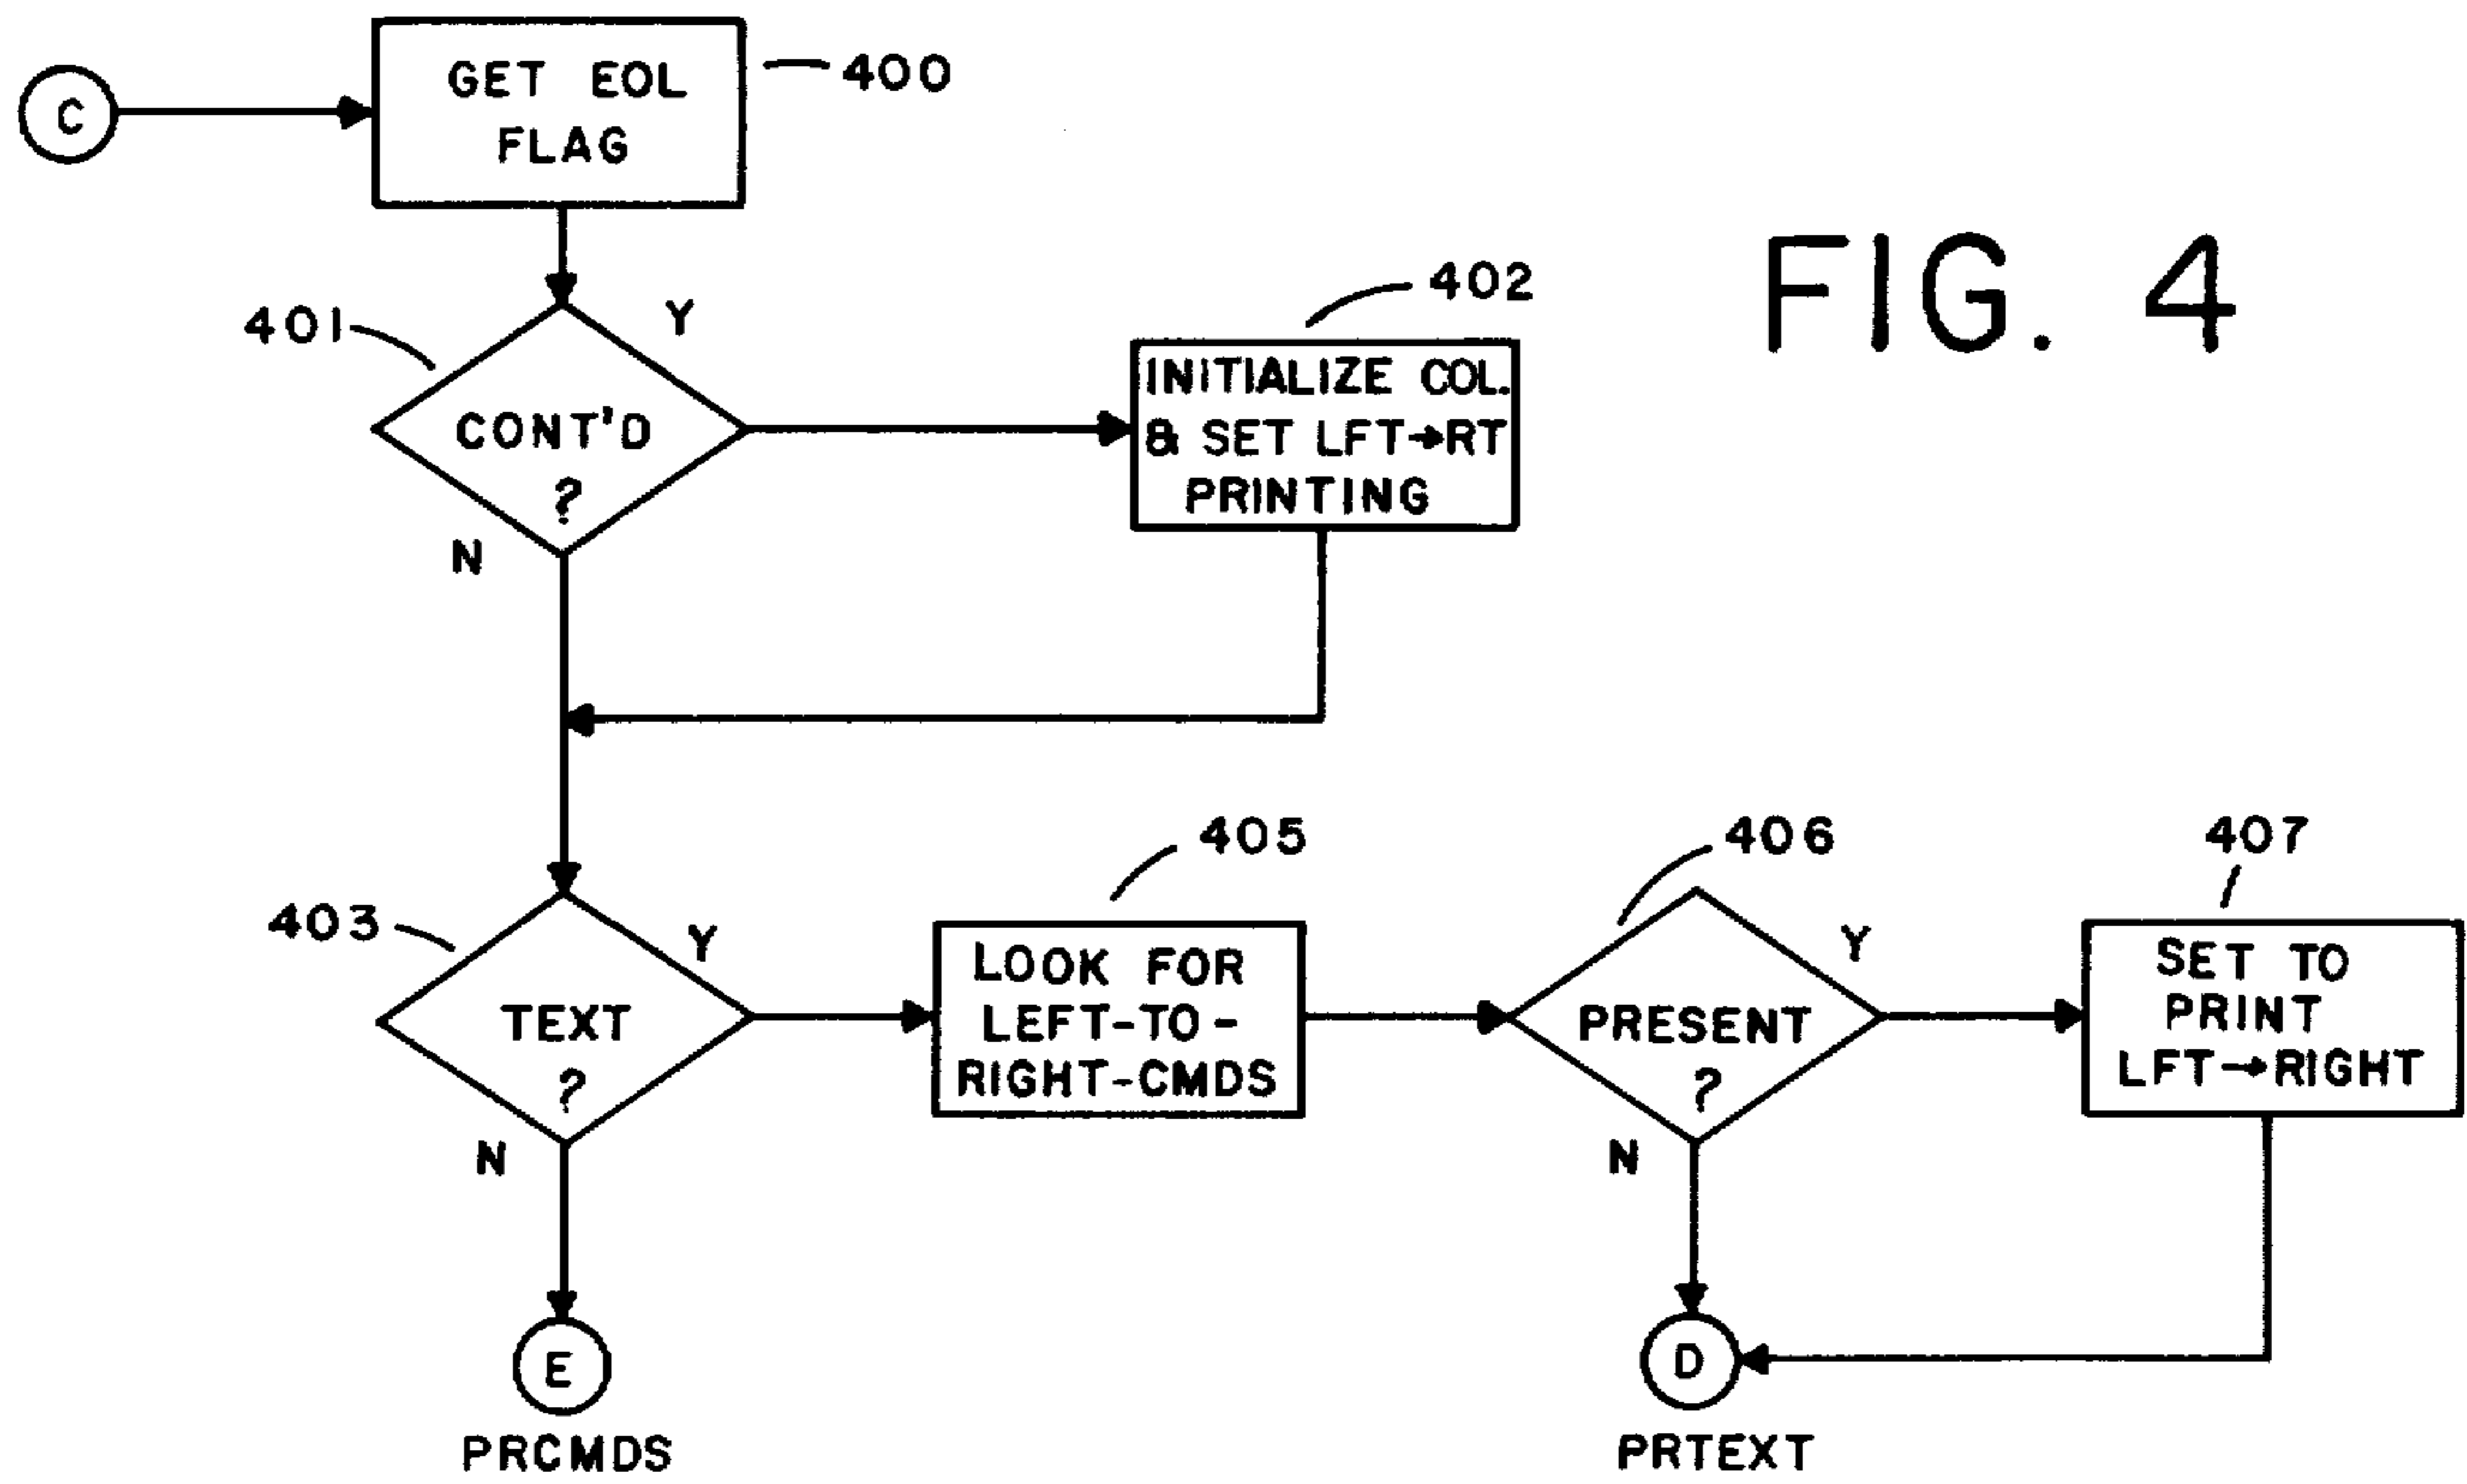 C
GET EOL
FLAG
400
FIG. 4
401
Y
CONT'D
?
N
402
INITIALIZE COL.
& SET LFT→RT
PRINTING
403
Y
TEXT
?
N
405
LOOK FOR
LEFT-TO-
RIGHT-CMDS
406
Y
PRESENT
?
N
407
SET TO
PRINT
LFT→RIGHT
E
PRCMDS
D
PRTEXT